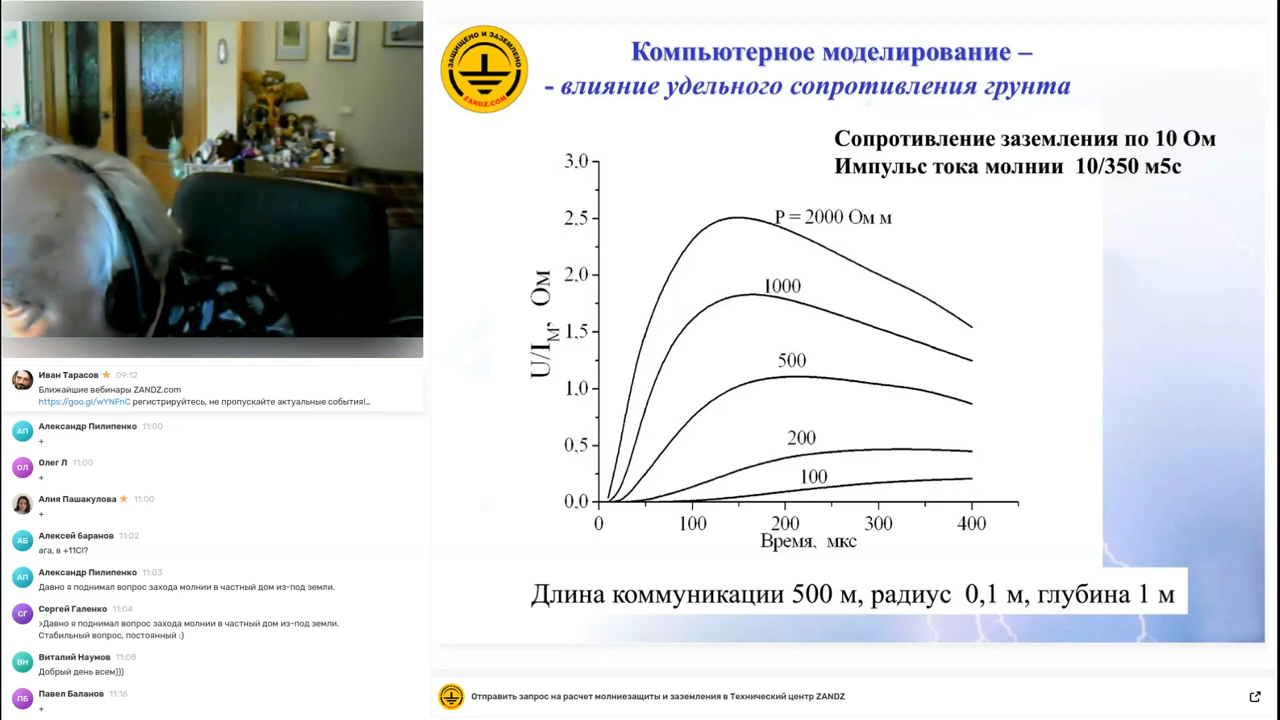 Иван Тарасов 09:12
Ближайшие вебинары ZANDZ.com
https://goo.gl/wYNFnC регистрируйтесь, не пропускайте актуальные события!...
АП Александр Пилипенко 11:00
+
ОЛ Олег Л 11:00
+
Алия Пашакулова 11:00
+
АБ Алексей баранов 11:02
ага, в +11С!?
АП Александр Пилипенко 11:03
Давно я поднимал вопрос захода молнии в частный дом из-под земли.
СГ Сергей Галенко 11:04
>Давно я поднимал вопрос захода молнии в частный дом из-под земли.
Стабильный вопрос, постоянный :)
ВН Виталий Наумов 11:08
Добрый день всем)))
ПБ Павел Баланов 11:16
+
ЗАЩИЩЕНО И ЗАЗЕМЛЕНО
ZANDZ.COM
Компьютерное моделирование –
- влияние удельного сопротивления грунта
Сопротивление заземления по 10 Ом
Импульс тока молнии 10/350 м5с
U/IМ, Ом
3,0
2,5
2,0
1,5
1,0
0,5
0,0
Р = 2000 Ом м
1000
500
200
100
0 100 200 300 400
Время, мкс
Длина коммуникации 500 м, радиус 0,1 м, глубина 1 м
Отправить запрос на расчет молниезащиты и заземления в Технический центр ZANDZ